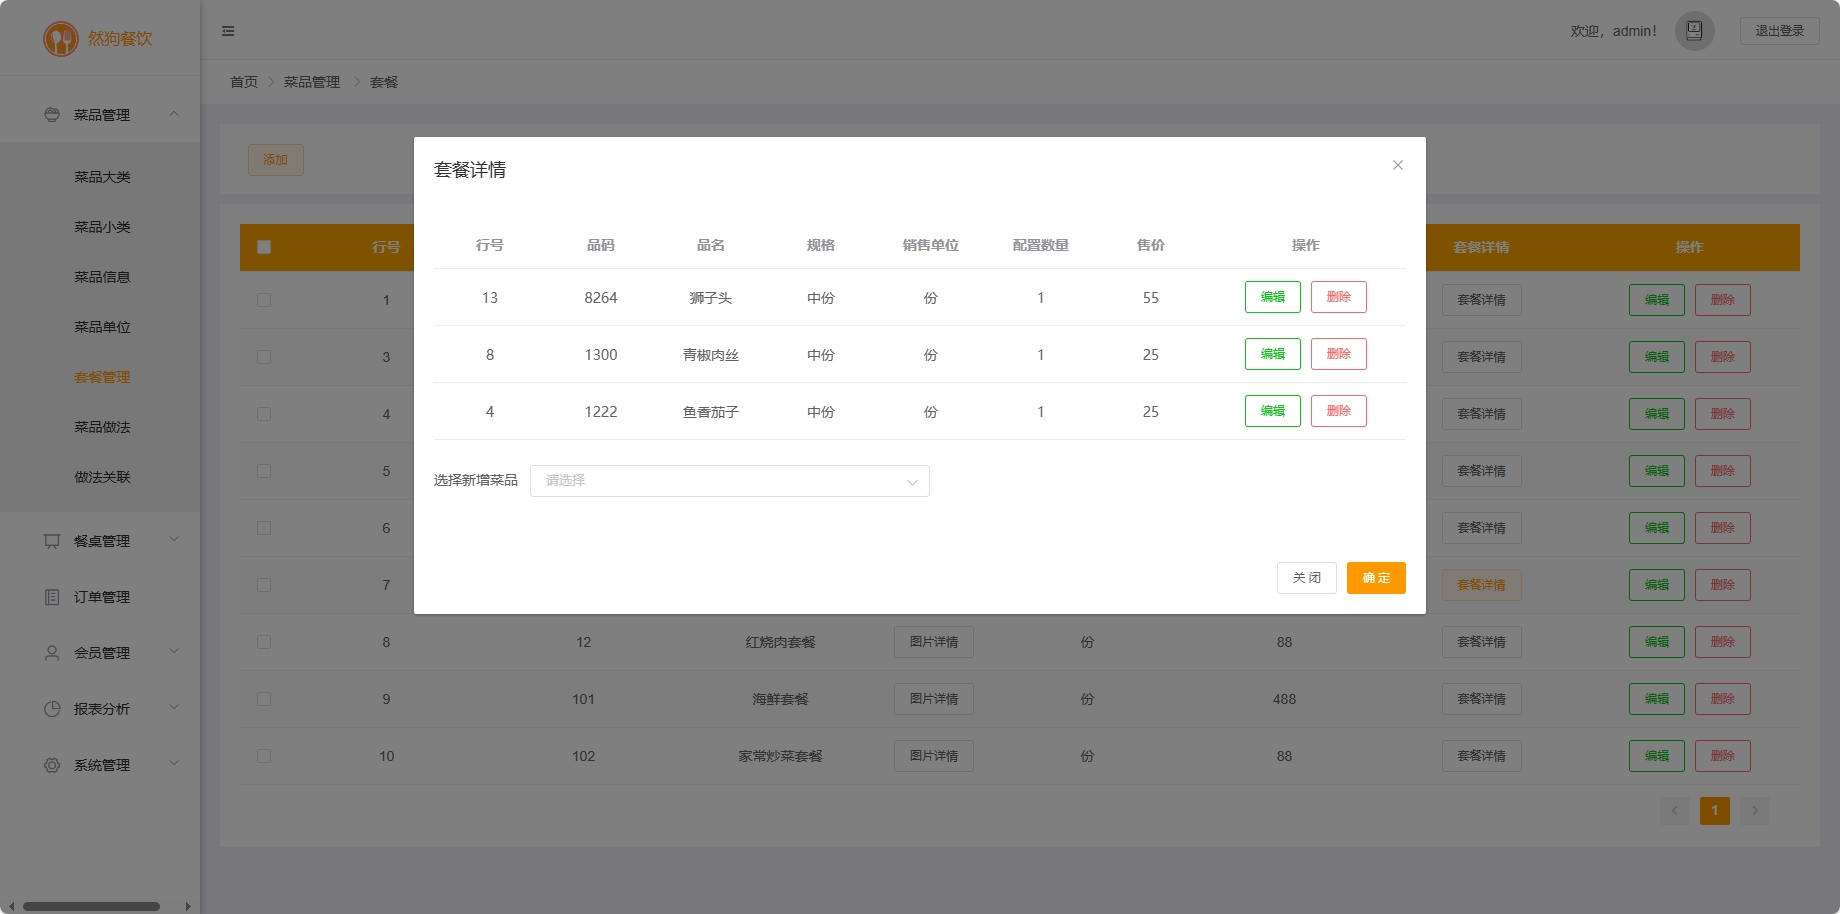 然狗餐饮
欢迎，admin!
退出登录
首页 菜品管理 套餐
菜品管理
菜品大类
菜品小类
菜品信息
菜品单位
套餐管理
菜品做法
做法关联
餐桌管理
订单管理
会员管理
报表分析
系统管理
添加
行号 套餐详情 操作
1 套餐详情 编辑 删除
3 套餐详情 编辑 删除
4 套餐详情 编辑 删除
5 套餐详情 编辑 删除
6 套餐详情 编辑 删除
7 套餐详情 编辑 删除
8 12 红烧肉套餐 图片详情 份 88 套餐详情 编辑 删除
9 101 海鲜套餐 图片详情 份 488 套餐详情 编辑 删除
10 102 家常炒菜套餐 图片详情 份 88 套餐详情 编辑 删除
1
套餐详情
行号 品码 品名 规格 销售单位 配置数量 售价 操作
13 8264 狮子头 中份 份 1 55 编辑 删除
8 1300 青椒肉丝 中份 份 1 25 编辑 删除
4 1222 鱼香茄子 中份 份 1 25 编辑 删除
选择新增菜品 请选择
关闭 确定